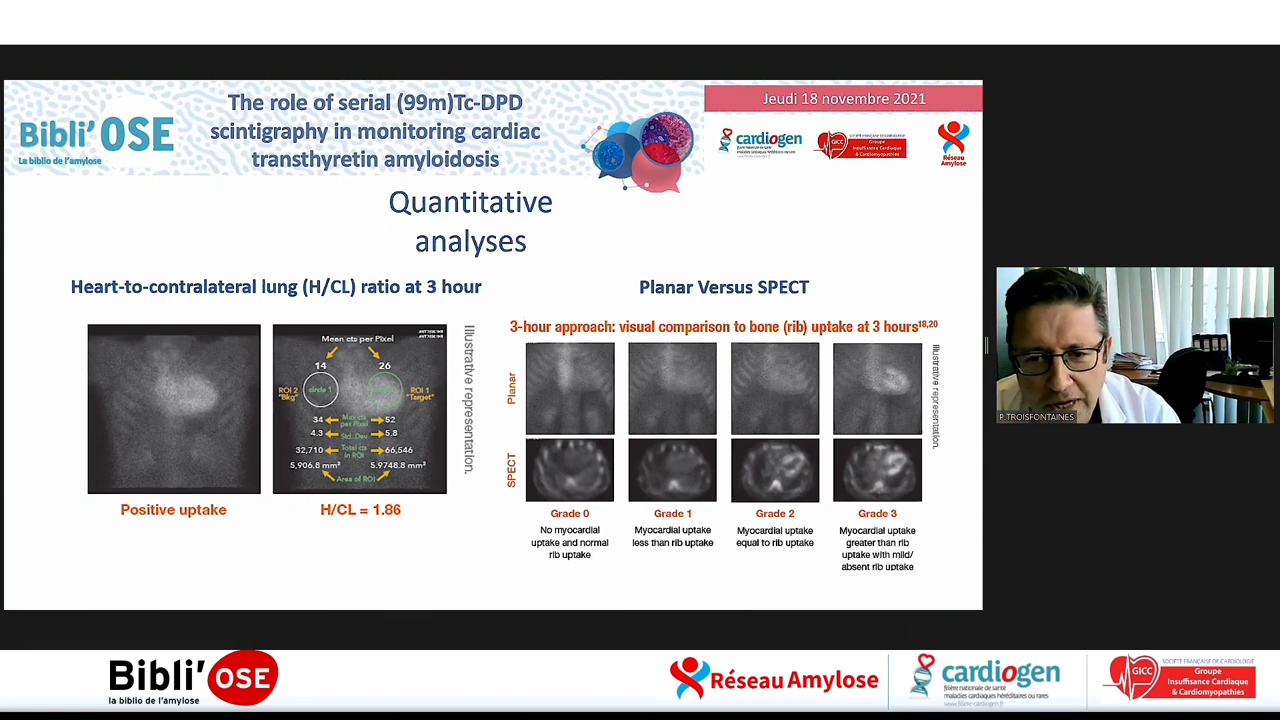 The role of serial (99m)Tc-DPD
scintigraphy in monitoring cardiac
transthyretin amyloidosis
Bibli'OSE
La biblio de l'amylose
Jeudi 18 novembre 2021
cardiogen
GICC
Groupe
Insuffisance Cardiaque
& Cardiomyopathies
Réseau
Amylose
Quantitative
analyses
Heart-to-contralateral lung (H/CL) ratio at 3 hour
Planar Versus SPECT
3-hour approach: visual comparison to bone (rib) uptake at 3 hours18,20
Mean cts per Pixel
14
26
ROI 2
"Bkg"
circle 1
ROI 1
"Target"
34
Max cts
per Pixel
52
4.3
Std. Dev
5.8
32,710
Total cts
in ROI
66,546
5,906.8 mm²
5.9748.8 mm²
Area of ROI
Illustrative representation.
Positive uptake
H/CL = 1.86
Planar
SPECT
Illustrative representation.
Grade 0
No myocardial
uptake and normal
rib uptake
Grade 1
Myocardial uptake
less than rib uptake
Grade 2
Myocardial uptake
equal to rib uptake
Grade 3
Myocardial uptake
greater than rib
uptake with mild/
absent rib uptake
P.TROISFONTAINES
Bibli'OSE
la biblio de l'amylose
Réseau Amylose
cardiogen
filière nationale de santé
maladies cardiaques héréditaires ou rares
www.filiere-cardiogen.fr
GICC
SOCIÉTÉ FRANÇAISE DE CARDIOLOGIE
Groupe
Insuffisance Cardiaque
& Cardiomyopathies